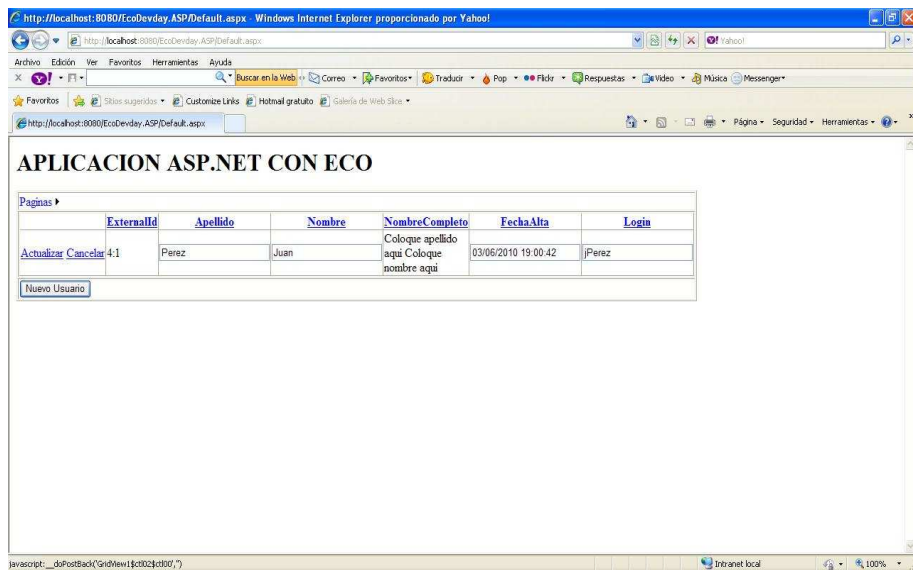 http://localhost:8080/EcoDevday.ASP/Default.aspx - Windows Internet Explorer proporcionado por Yahoo!
http://localhost:8080/EcoDevday.ASP/Default.aspx Yahoo!
Archivo Edición Ver Favoritos Herramientas Ayuda
Buscar en la Web Correo Favoritos Traducir Pop Flickr Respuestas Video Música Messenger
Favoritos Sitios sugeridos Customize Links Hotmail gratuito Galería de Web Slice
http://localhost:8080/EcoDevday.ASP/Default.aspx Página Seguridad Herramientas
APLICACION ASP.NET CON ECO
Paginas
ExternalId Apellido Nombre NombreCompleto FechaAlta Login
Actualizar Cancelar 4:1 Perez Juan Coloque apellido aqui Coloque nombre aqui 03/06/2010 19:00:42 jPerez
Nuevo Usuario
javascript:__doPostBack('GridView1$ctl02$ctl00','') Intranet local 100%